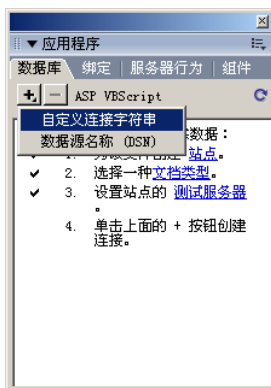 应用程序
数据库 绑定 服务器行为 组件
ASP VBScript
自定义连接字符串
数据源名称 (DSN)
数据：
1. 站点。
2. 选择一种文档类型。
3. 设置站点的 测试服务器
。
4. 单击上面的 + 按钮创建
连接。